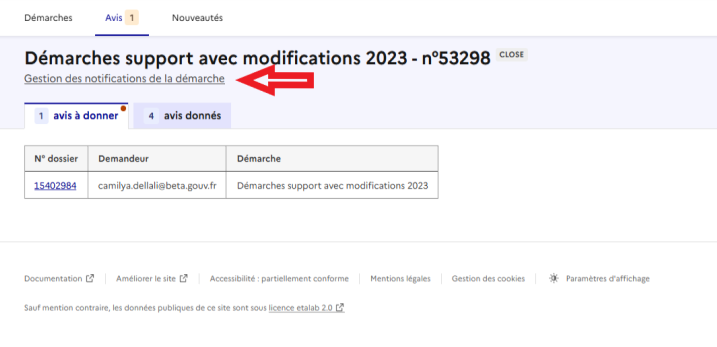 Démarches Avis 1 Nouveautés
Démarches support avec modifications 2023 - n°53298 CLOSE
Gestion des notifications de la démarche
1 avis à donner 4 avis donnés
N° dossier Demandeur Démarche
15402984 camilya.dellali@beta.gouv.fr Démarches support avec modifications 2023
Documentation Améliorer le site Accessibilité : partiellement conforme Mentions légales Gestion des cookies Paramètres d'affichage
Sauf mention contraire, les données publiques de ce site sont sous licence etalab 2.0